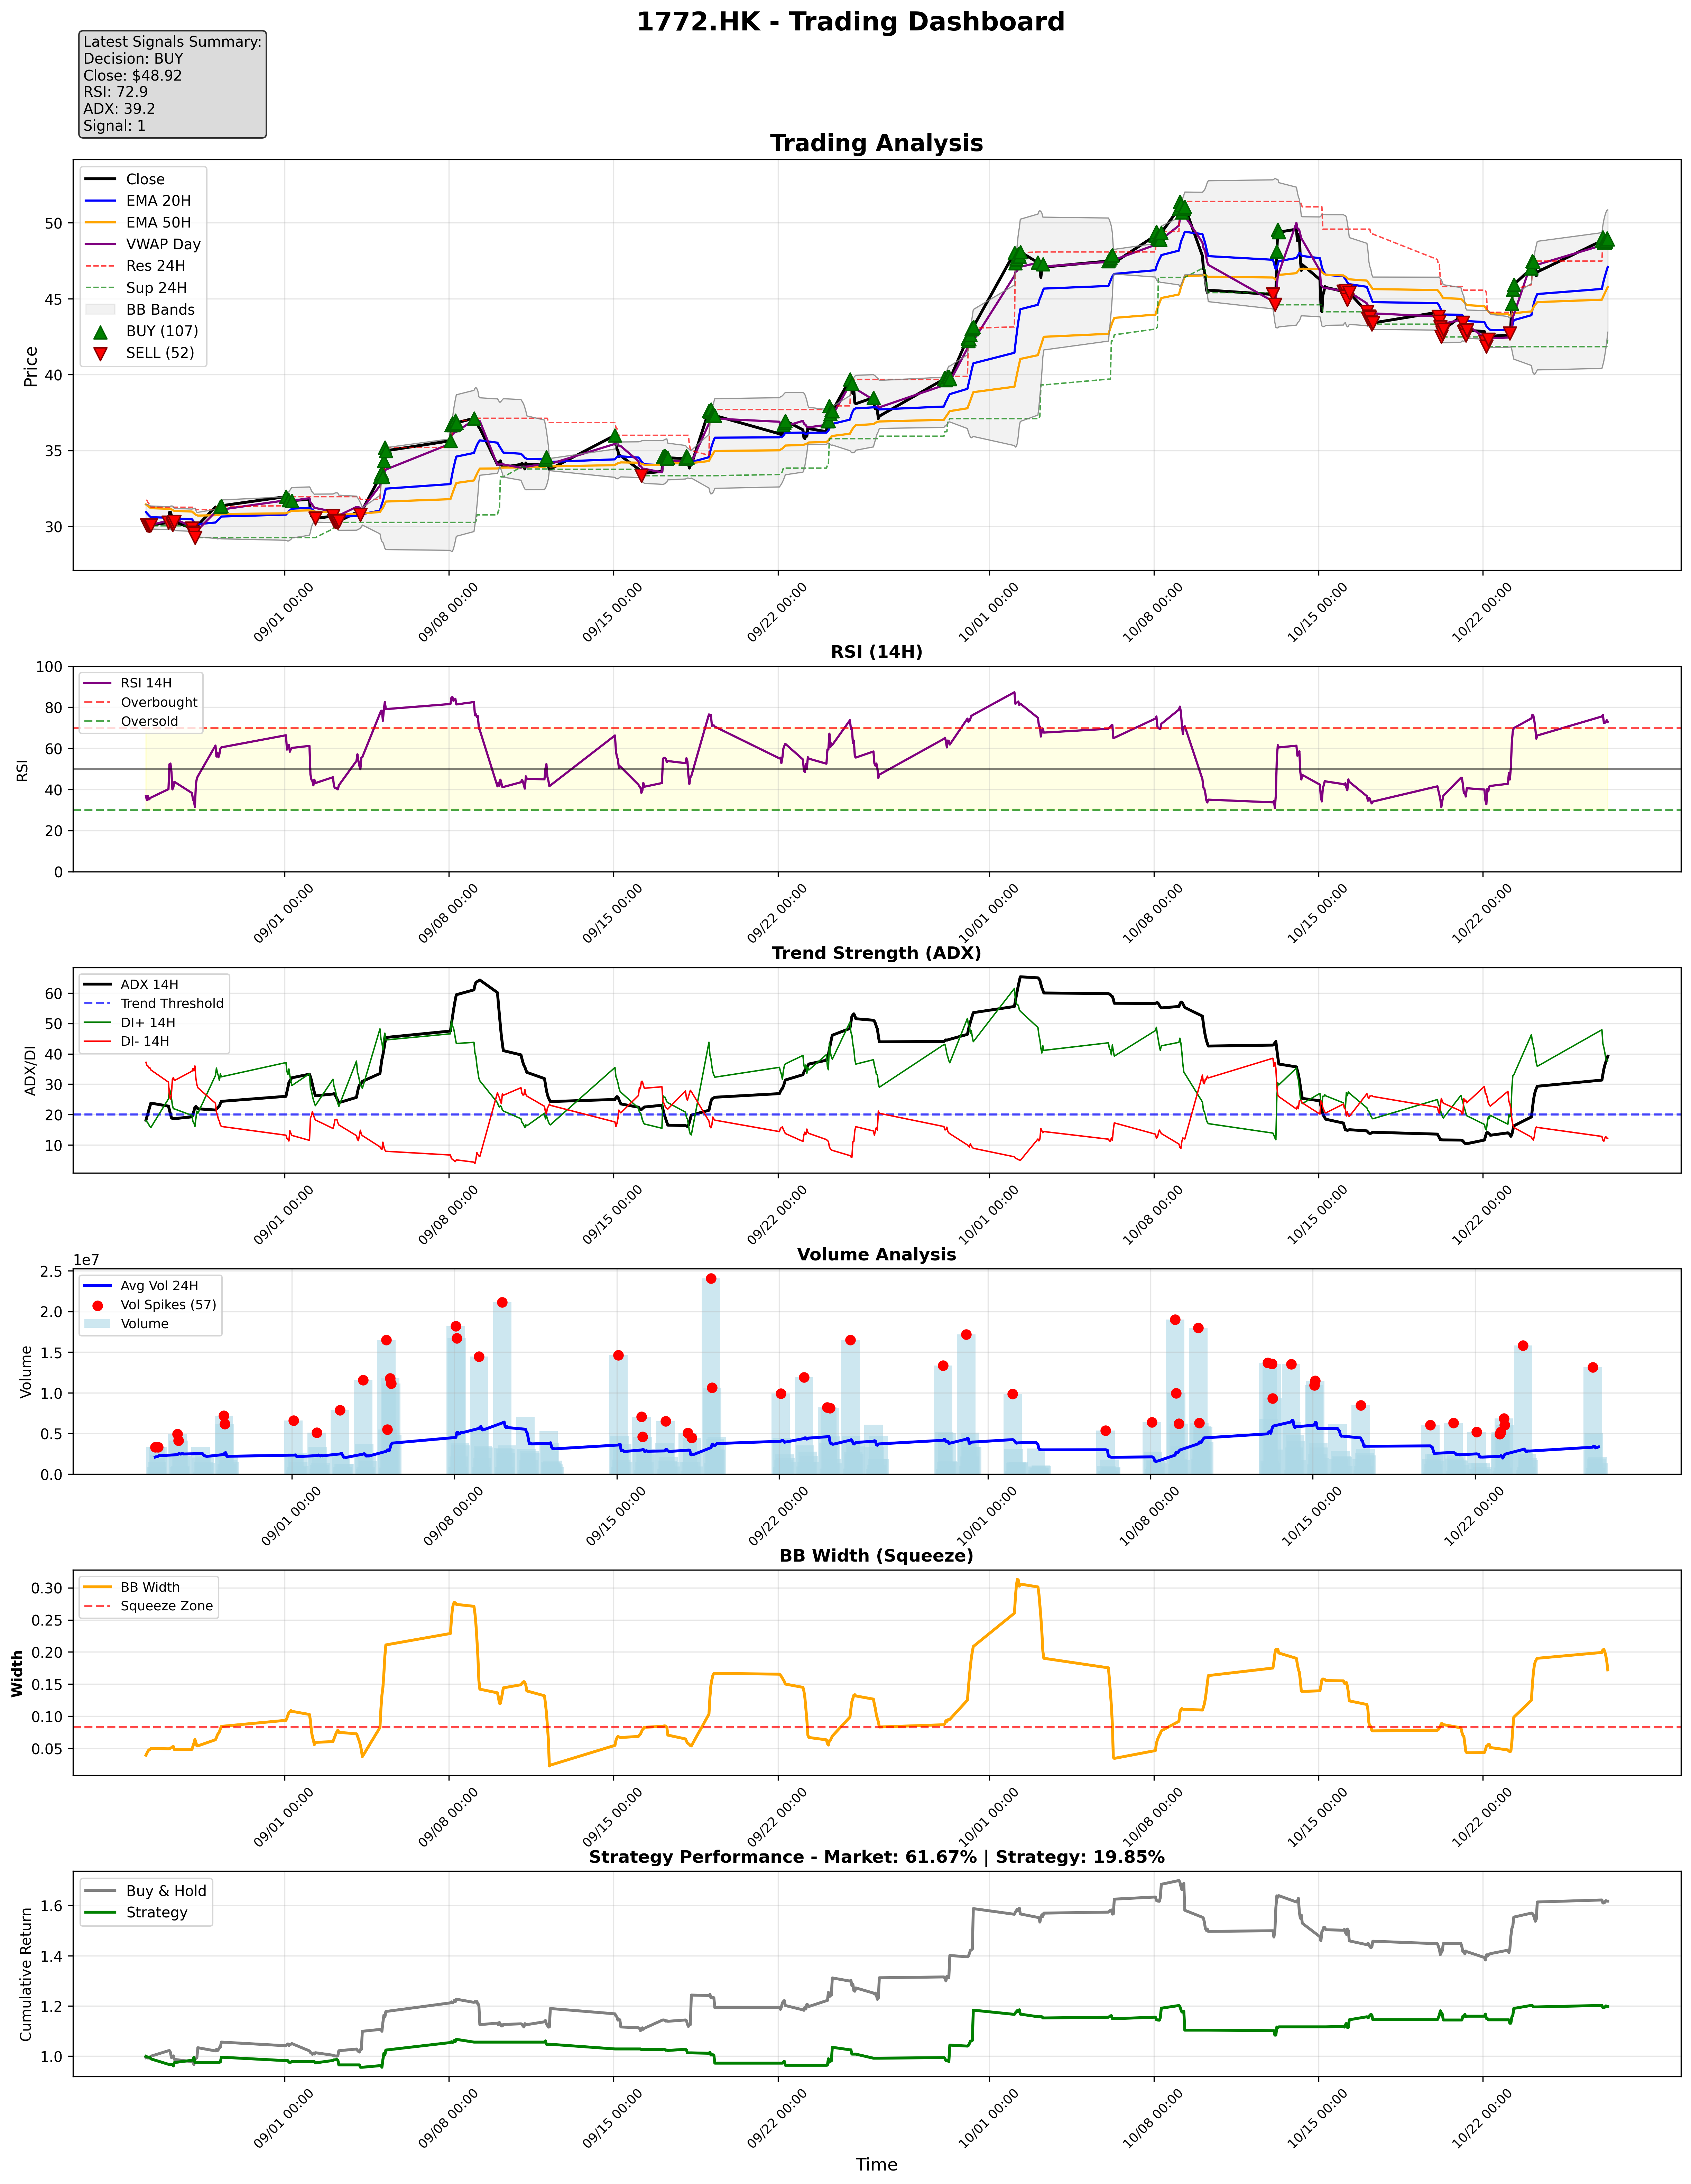 1772.HK - Trading Dashboard
Latest Signals Summary:
Decision: BUY
Close: $48.92
RSI: 72.9
ADX: 39.2
Signal: 1
Trading Analysis
Close
EMA 20H
EMA 50H
VWAP Day
Res 24H
Sup 24H
BB Bands
BUY (107)
SELL (52)
Price
50
45
40
35
30
09/01 00:00
09/08 00:00
09/15 00:00
09/22 00:00
10/01 00:00
10/08 00:00
10/15 00:00
10/22 00:00
RSI (14H)
RSI 14H
Overbought
Oversold
RSI
100
80
60
40
20
0
09/01 00:00
09/08 00:00
09/15 00:00
09/22 00:00
10/01 00:00
10/08 00:00
10/15 00:00
10/22 00:00
Trend Strength (ADX)
ADX 14H
Trend Threshold
DI+ 14H
DI- 14H
ADX/DI
60
50
40
30
20
10
09/01 00:00
09/08 00:00
09/15 00:00
09/22 00:00
10/01 00:00
10/08 00:00
10/15 00:00
10/22 00:00
Volume Analysis
1e7
Avg Vol 24H
Vol Spikes (57)
Volume
Volume
2.5
2.0
1.5
1.0
0.5
0.0
09/01 00:00
09/08 00:00
09/15 00:00
09/22 00:00
10/01 00:00
10/08 00:00
10/15 00:00
10/22 00:00
BB Width (Squeeze)
BB Width
Squeeze Zone
Width
0.30
0.25
0.20
0.15
0.10
0.05
09/01 00:00
09/08 00:00
09/15 00:00
09/22 00:00
10/01 00:00
10/08 00:00
10/15 00:00
10/22 00:00
Strategy Performance - Market: 61.67% | Strategy: 19.85%
Buy & Hold
Strategy
Cumulative Return
1.6
1.4
1.2
1.0
09/01 00:00
09/08 00:00
09/15 00:00
09/22 00:00
10/01 00:00
10/08 00:00
10/15 00:00
10/22 00:00
Time